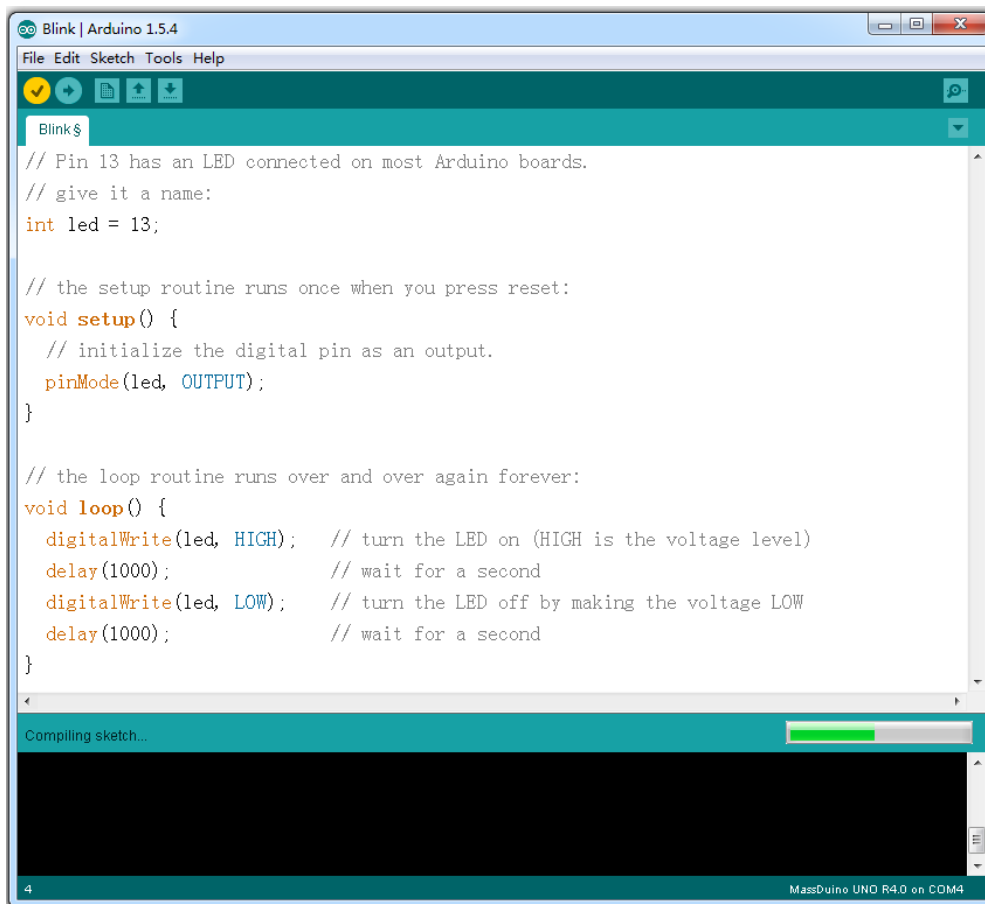 Blink | Arduino 1.5.4
File Edit Sketch Tools Help
Blink §
// Pin 13 has an LED connected on most Arduino boards.
// give it a name:
int led = 13;
// the setup routine runs once when you press reset:
void setup() {
  // initialize the digital pin as an output.
  pinMode(led, OUTPUT);
}
// the loop routine runs over and over again forever:
void loop() {
  digitalWrite(led, HIGH);   // turn the LED on (HIGH is the voltage level)
  delay(1000);               // wait for a second
  digitalWrite(led, LOW);    // turn the LED off by making the voltage LOW
  delay(1000);               // wait for a second
}
Compiling sketch...
4 MassDuino UNO R4.0 on COM4